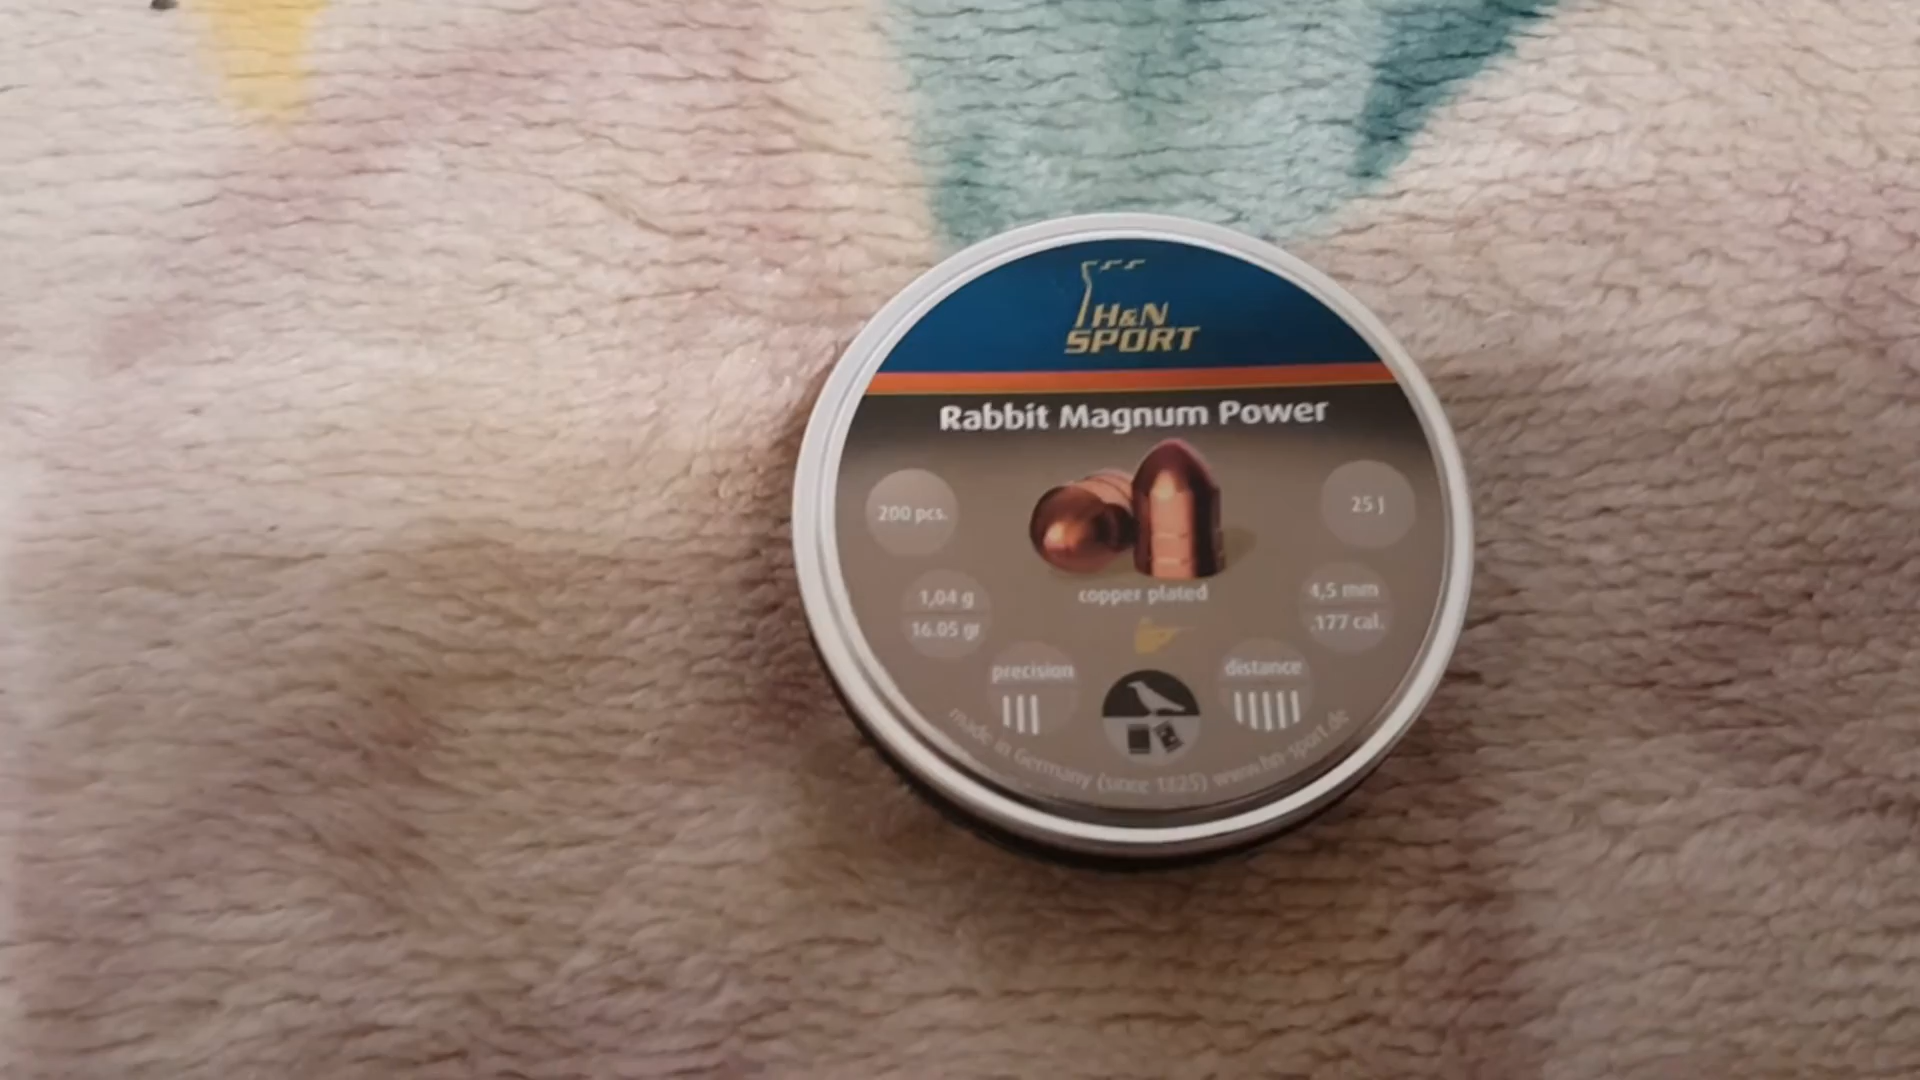 H&N
SPORT
Rabbit Magnum Power
200 pcs.
25 J
1,04 g
16.05 gr
copper plated
4,5 mm
.177 cal.
precision
distance
made in Germany (since 1825) www.hn-sport.de